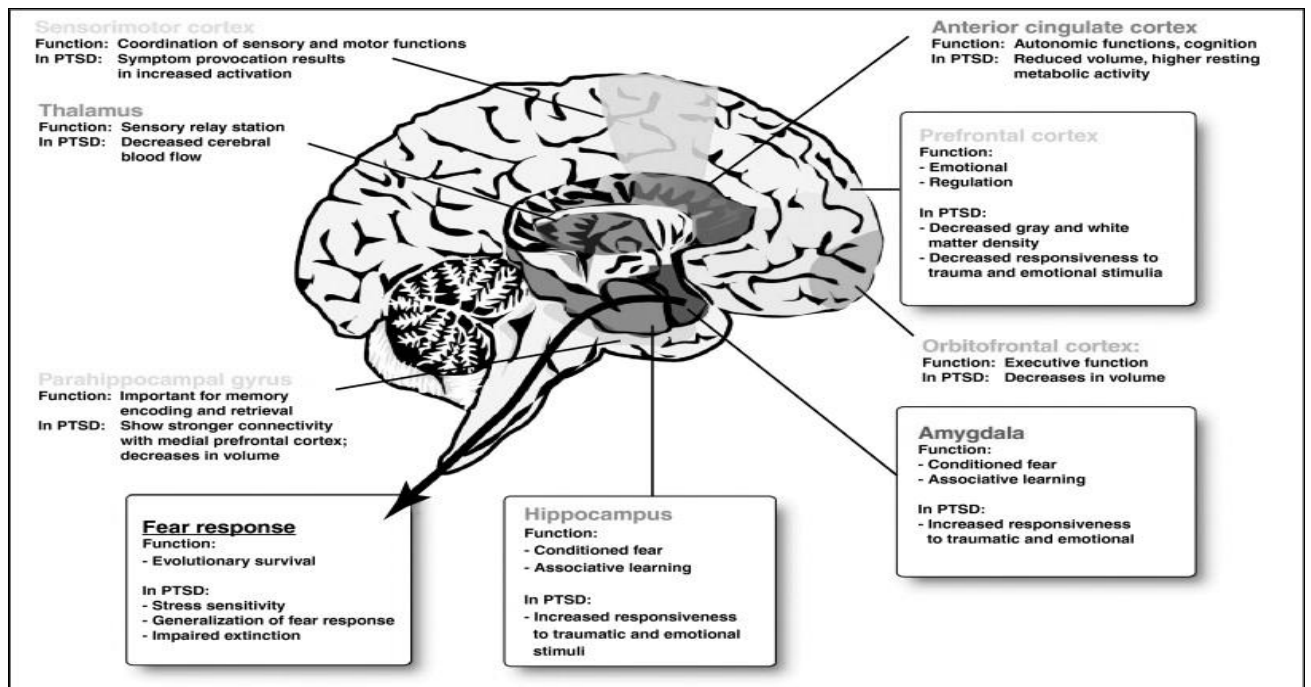 Sensorimotor cortex
Function: Coordination of sensory and motor functions
In PTSD: Symptom provocation results
in increased activation
Thalamus
Function: Sensory relay station
In PTSD: Decreased cerebral
blood flow
Parahippocampal gyrus
Function: Important for memory
encoding and retrieval
In PTSD: Show stronger connectivity
with medial prefrontal cortex;
decreases in volume
Fear response
Function:
- Evolutionary survival
In PTSD:
- Stress sensitivity
- Generalization of fear response
- Impaired extinction
Hippocampus
Function:
- Conditioned fear
- Associative learning
In PTSD:
- Increased responsiveness
to traumatic and emotional
stimuli
Anterior cingulate cortex
Function: Autonomic functions, cognition
In PTSD: Reduced volume, higher resting
metabolic activity
Prefrontal cortex
Function:
- Emotional
- Regulation
In PTSD:
- Decreased gray and white
matter density
- Decreased responsiveness to
trauma and emotional stimulia
Orbitofrontal cortex:
Function: Executive function
In PTSD: Decreases in volume
Amygdala
Function:
- Conditioned fear
- Associative learning
In PTSD:
- Increased responsiveness
to traumatic and emotional